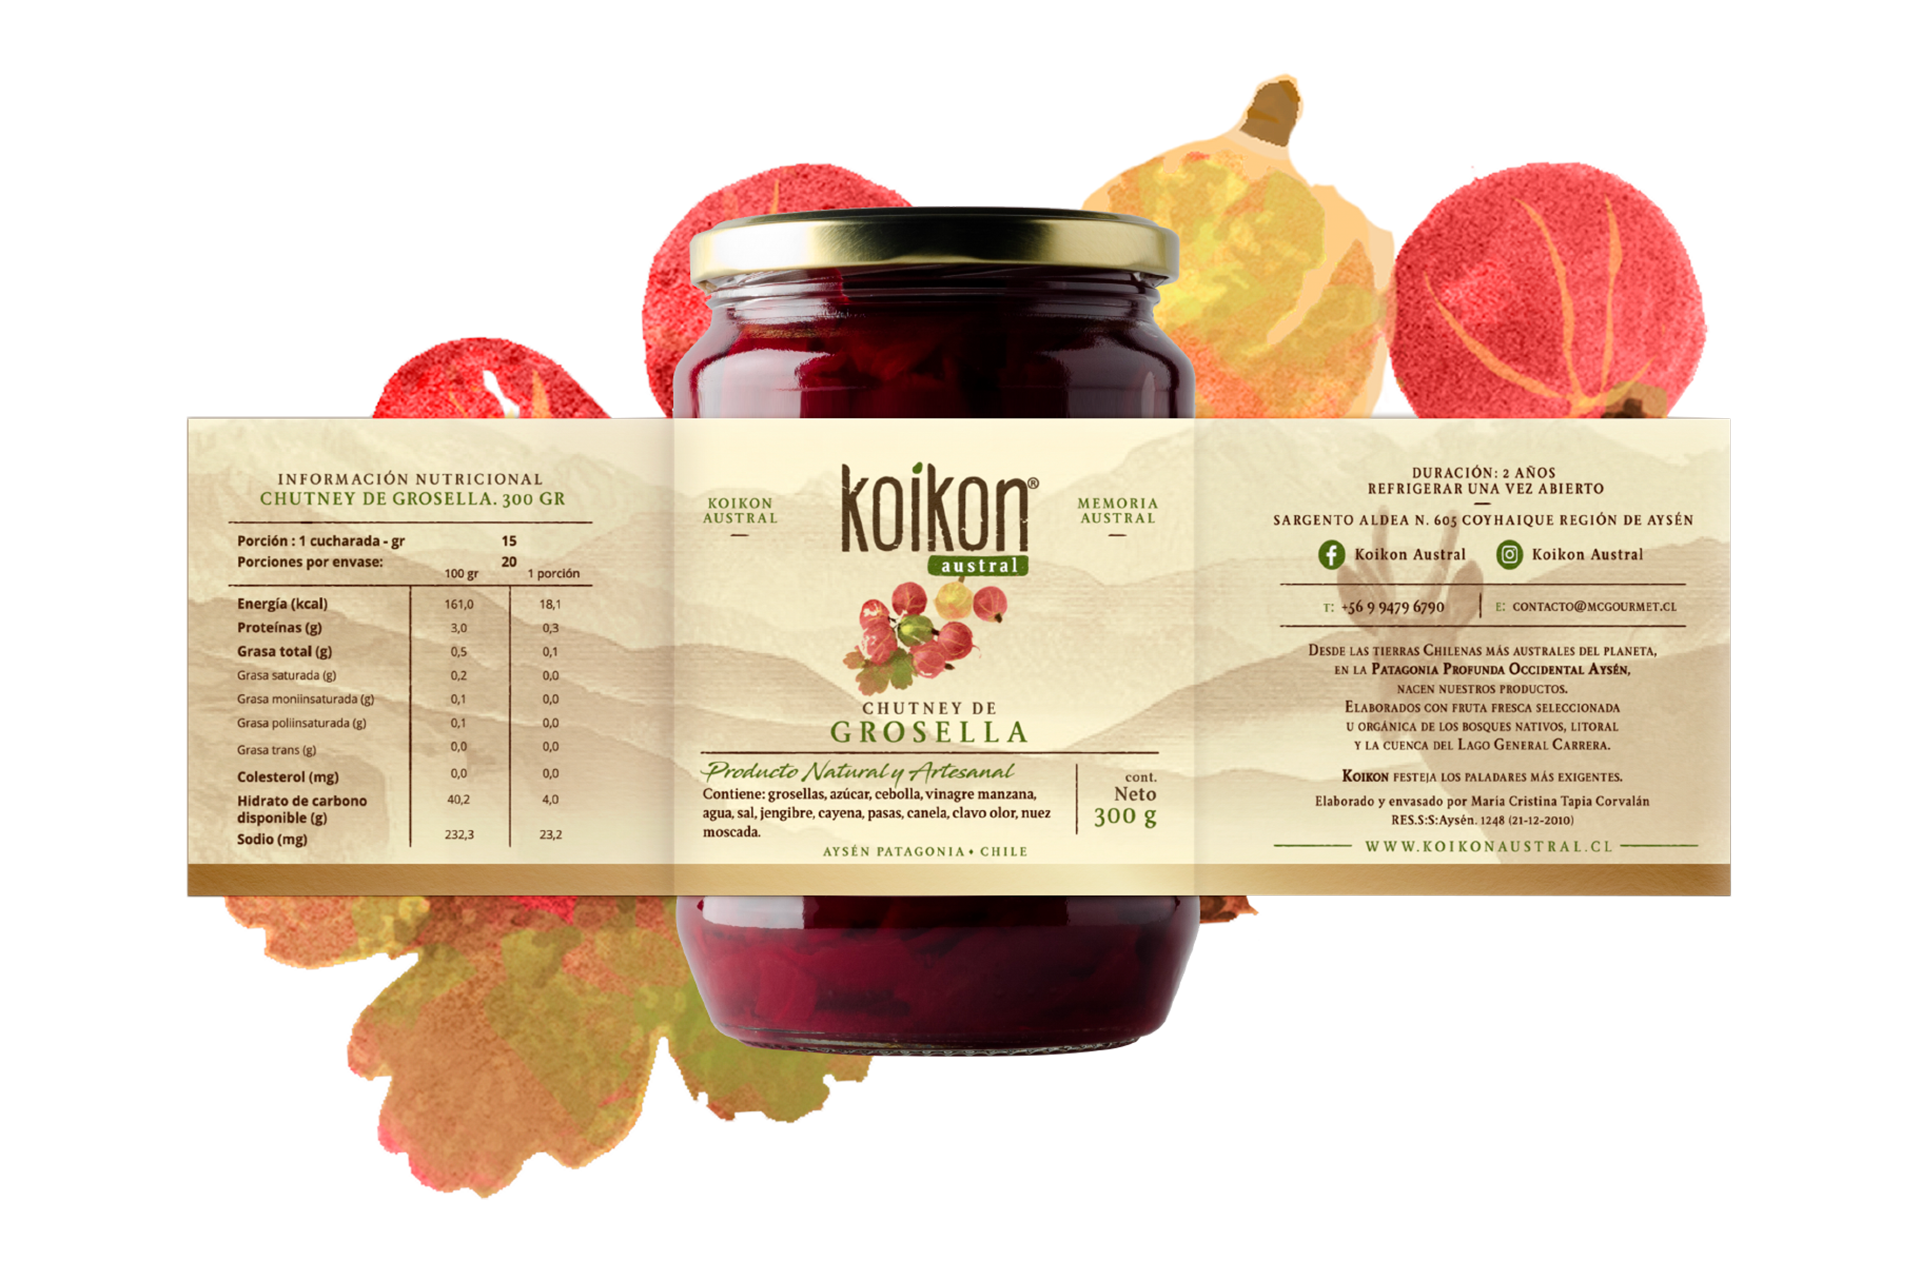 INFORMACIÓN NUTRICIONAL
CHUTNEY DE GROSELLA. 300 GR
Porción : 1 cucharada - gr 15
Porciones por envase: 20
100 gr 1 porción
Energía (kcal) 161,0 18,1
Proteínas (g) 3,0 0,3
Grasa total (g) 0,5 0,1
Grasa saturada (g) 0,2 0,0
Grasa moniinsaturada (g) 0,1 0,0
Grasa poliinsaturada (g) 0,1 0,0
Grasa trans (g) 0,0 0,0
Colesterol (mg) 0,0 0,0
Hidrato de carbono
disponible (g) 40,2 4,0
Sodio (mg) 232,3 23,2
KOIKON
AUSTRAL
koikon®
austral
MEMORIA
AUSTRAL
CHUTNEY DE
GROSELLA
Producto Natural y Artesanal
Contiene: grosellas, azúcar, cebolla, vinagre manzana,
agua, sal, jengibre, cayena, pasas, canela, clavo olor, nuez
moscada.
cont.
Neto
300 g
AYSÉN PATAGONIA • CHILE
DURACIÓN: 2 AÑOS
REFRIGERAR UNA VEZ ABIERTO
SARGENTO ALDEA N. 605 COYHAIQUE REGIÓN DE AYSÉN
Koikon Austral Koikon Austral
T: +56 9 9479 6790 E: CONTACTO@MCGOURMET.CL
DESDE LAS TIERRAS CHILENAS MÁS AUSTRALES DEL PLANETA,
EN LA PATAGONIA PROFUNDA OCCIDENTAL AYSÉN,
NACEN NUESTROS PRODUCTOS.
ELABORADOS CON FRUTA FRESCA SELECCIONADA
U ORGÁNICA DE LOS BOSQUES NATIVOS, LITORAL
Y LA CUENCA DEL LAGO GENERAL CARRERA.
KOIKON FESTEJA LOS PALADARES MÁS EXIGENTES.
Elaborado y envasado por Maria Cristina Tapia Corvalán
RES.S:S:Aysén. 1248 (21-12-2010)
WWW.KOIKONAUSTRAL.CL